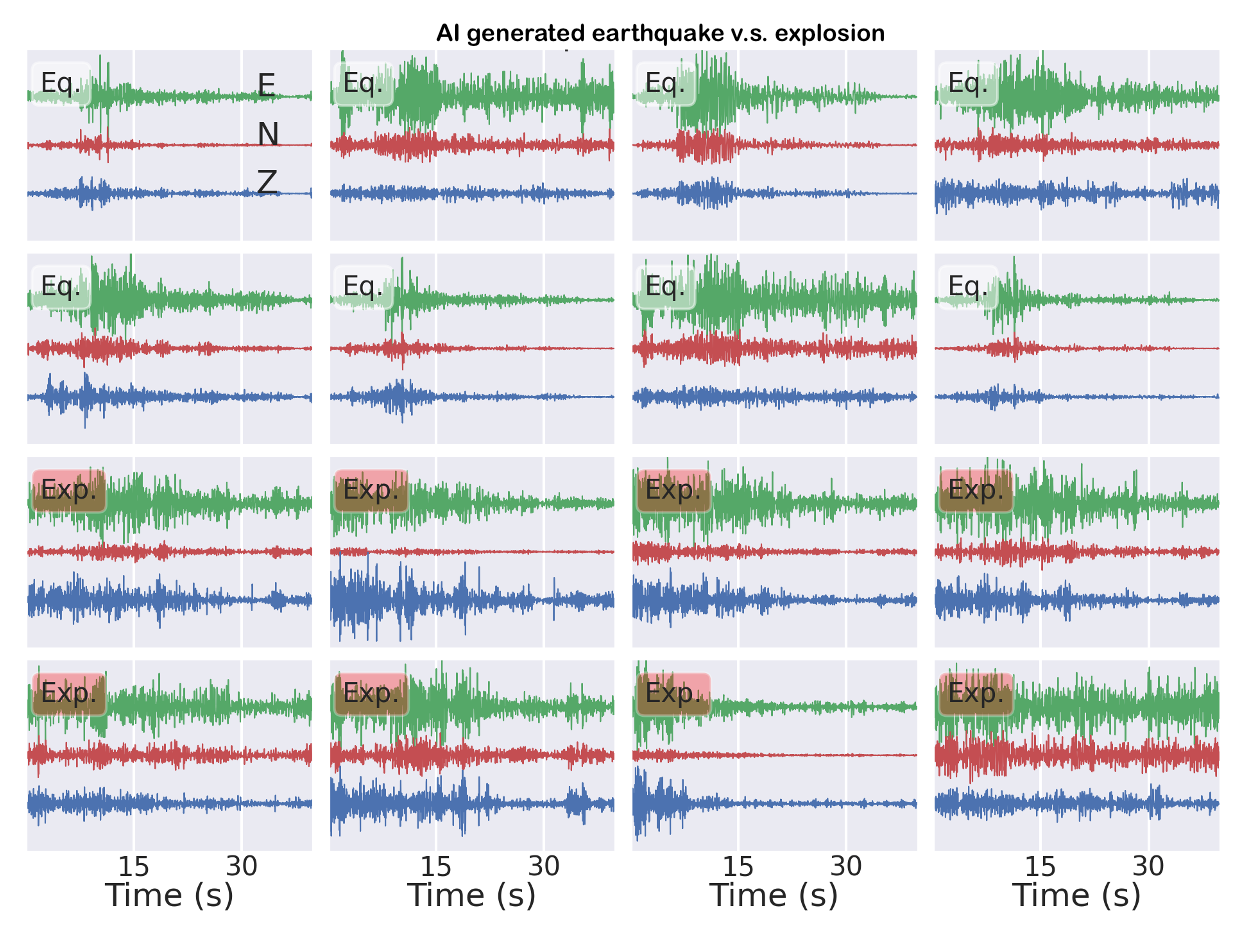 AI generated earthquake v.s. explosion
Eq.
E
N
Z
Eq.
Eq.
Eq.
Eq.
Eq.
Eq.
Eq.
Exp.
Exp.
Exp.
Exp.
Exp.
Exp.
Exp.
Exp.
15 30 15 30 15 30 15 30
Time (s) Time (s) Time (s) Time (s)